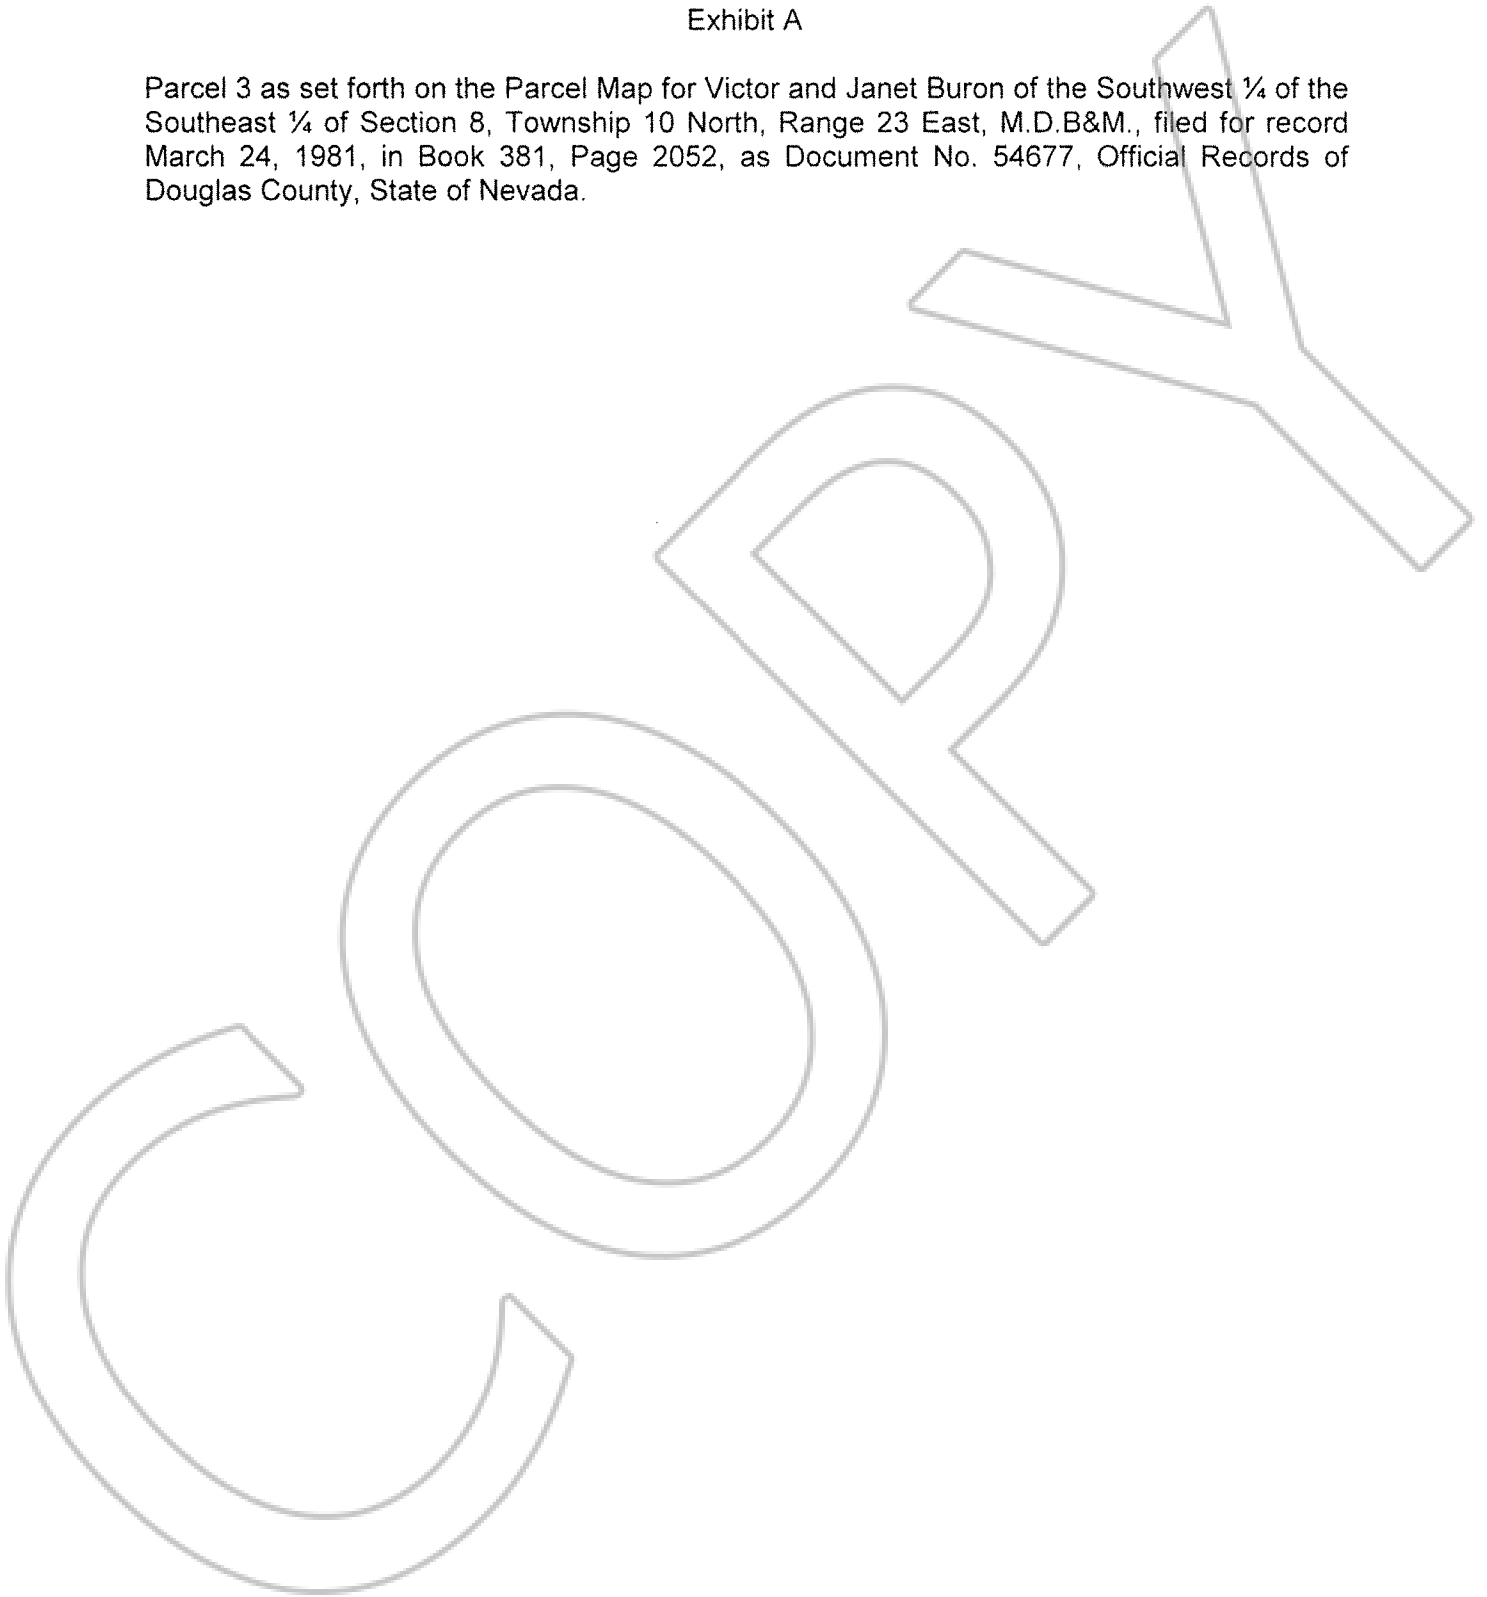 Exhibit A
Parcel 3 as set forth on the Parcel Map for Victor and Janet Buron of the Southwest ¼ of the
Southeast ¼ of Section 8, Township 10 North, Range 23 East, M.D.B&M., filed for record
March 24, 1981, in Book 381, Page 2052, as Document No. 54677, Official Records of
Douglas County, State of Nevada.
COPY